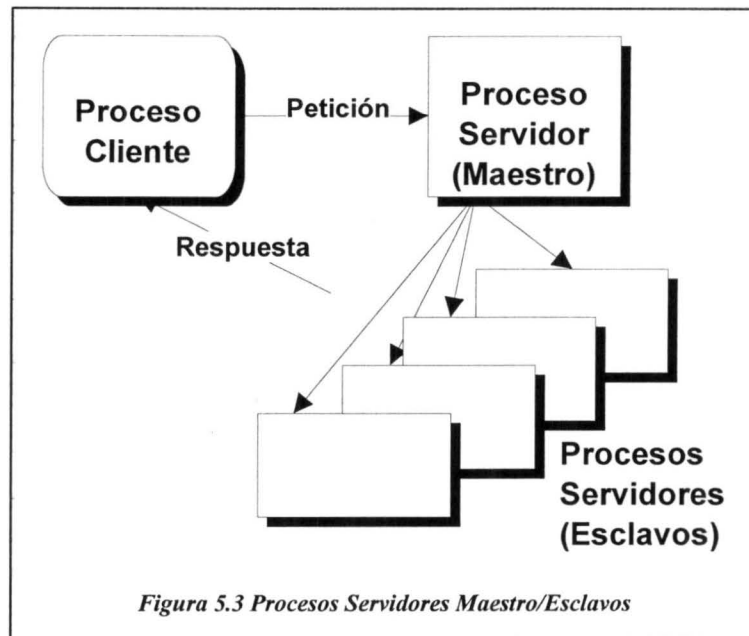 Proceso
Cliente
Petición
Proceso
Servidor
(Maestro)
Respuesta
Procesos
Servidores
(Esclavos)
Figura 5.3 Procesos Servidores Maestro/Esclavos